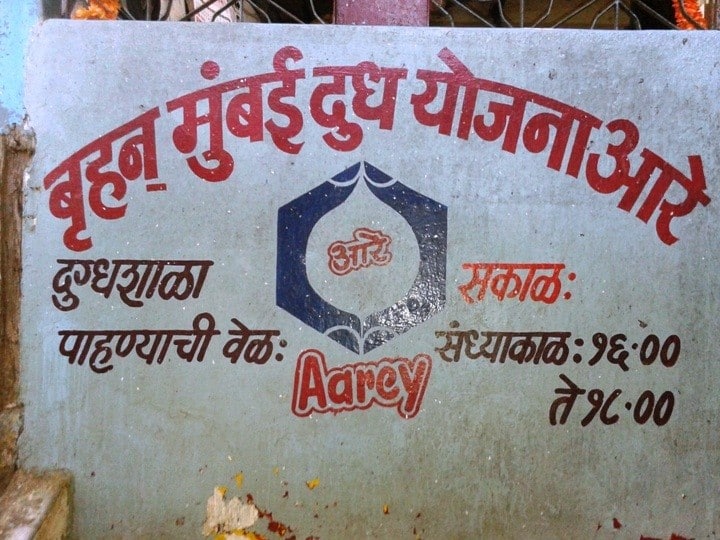 बृहन् मुंबई दुध योजना आरे
आरे
दुग्धशाळा
पाहण्याची वेळ:
Aarey
सकाळ:
संध्याकाळ: १६.००
ते १८.००